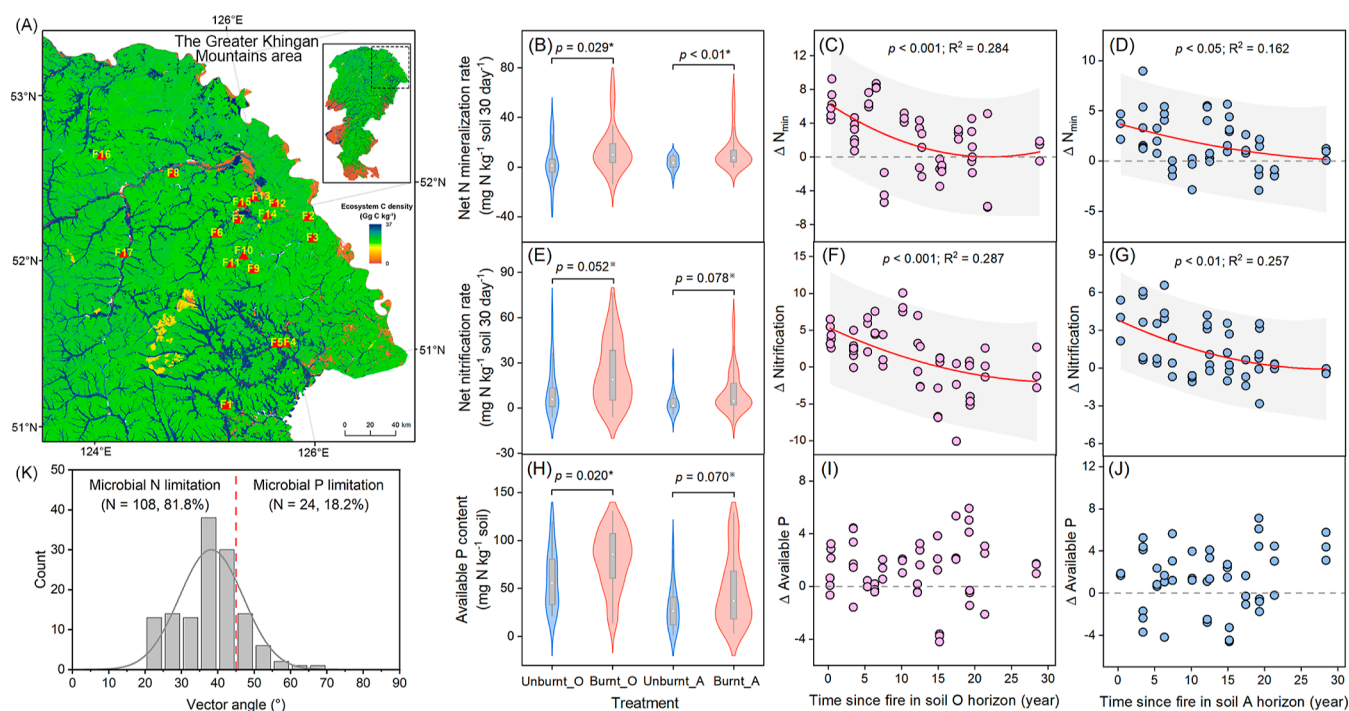 (A)
126°E
The Greater Khingan
Mountains area
53°N
52°N
52°N
51°N
51°N
124°E
126°E
F16
F8
F13
F15
F12
F14
F7
F2
F6
F3
F10
F11
F9
F17
F5
F4
F1
Ecosystem C density
(Gg C kg⁻¹)
37
0
0 20 40 km
(B)
p = 0.029*
p < 0.01*
Net N mineralization rate
(mg N kg⁻¹ soil 30 day⁻¹)
80
40
0
-40
(C)
p < 0.001; R² = 0.284
Δ Nmin
12
8
4
0
-4
-8
(D)
p < 0.05; R² = 0.162
Δ Nmin
10
5
0
-5
(E)
p = 0.052※
p = 0.078※
Net nitrification rate
(mg N kg⁻¹ soil 30 day⁻¹)
90
60
30
0
-30
(F)
p < 0.001; R² = 0.287
Δ Nitrification
15
10
5
0
-5
-10
(G)
p < 0.01; R² = 0.257
Δ Nitrification
9
6
3
0
-3
-6
(H)
p = 0.020*
p = 0.070※
Available P content
(mg N kg⁻¹ soil)
150
100
50
0
Unburnt_O Burnt_O Unburnt_A Burnt_A
Treatment
(I)
Δ Available P
8
4
0
-4
0 5 10 15 20 25 30
Time since fire in soil O horizon (year)
(J)
Δ Available P
12
8
4
0
-4
0 5 10 15 20 25 30
Time since fire in soil A horizon (year)
(K)
Microbial N limitation
(N = 108, 81.8%)
Microbial P limitation
(N = 24, 18.2%)
Count
50
40
30
20
10
0
0 10 20 30 40 50 60 70 80 90
Vector angle (°)